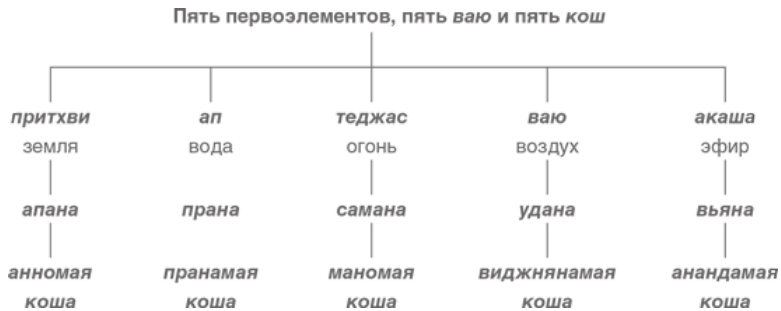 Пять первоэлементов, пять ваю и пять кош
притхви ап теджас ваю акаша
земля вода огонь воздух эфир
апана прана самана удана вьяна
анномая пранамая маномая виджнянамая анандамая
коша коша коша коша коша